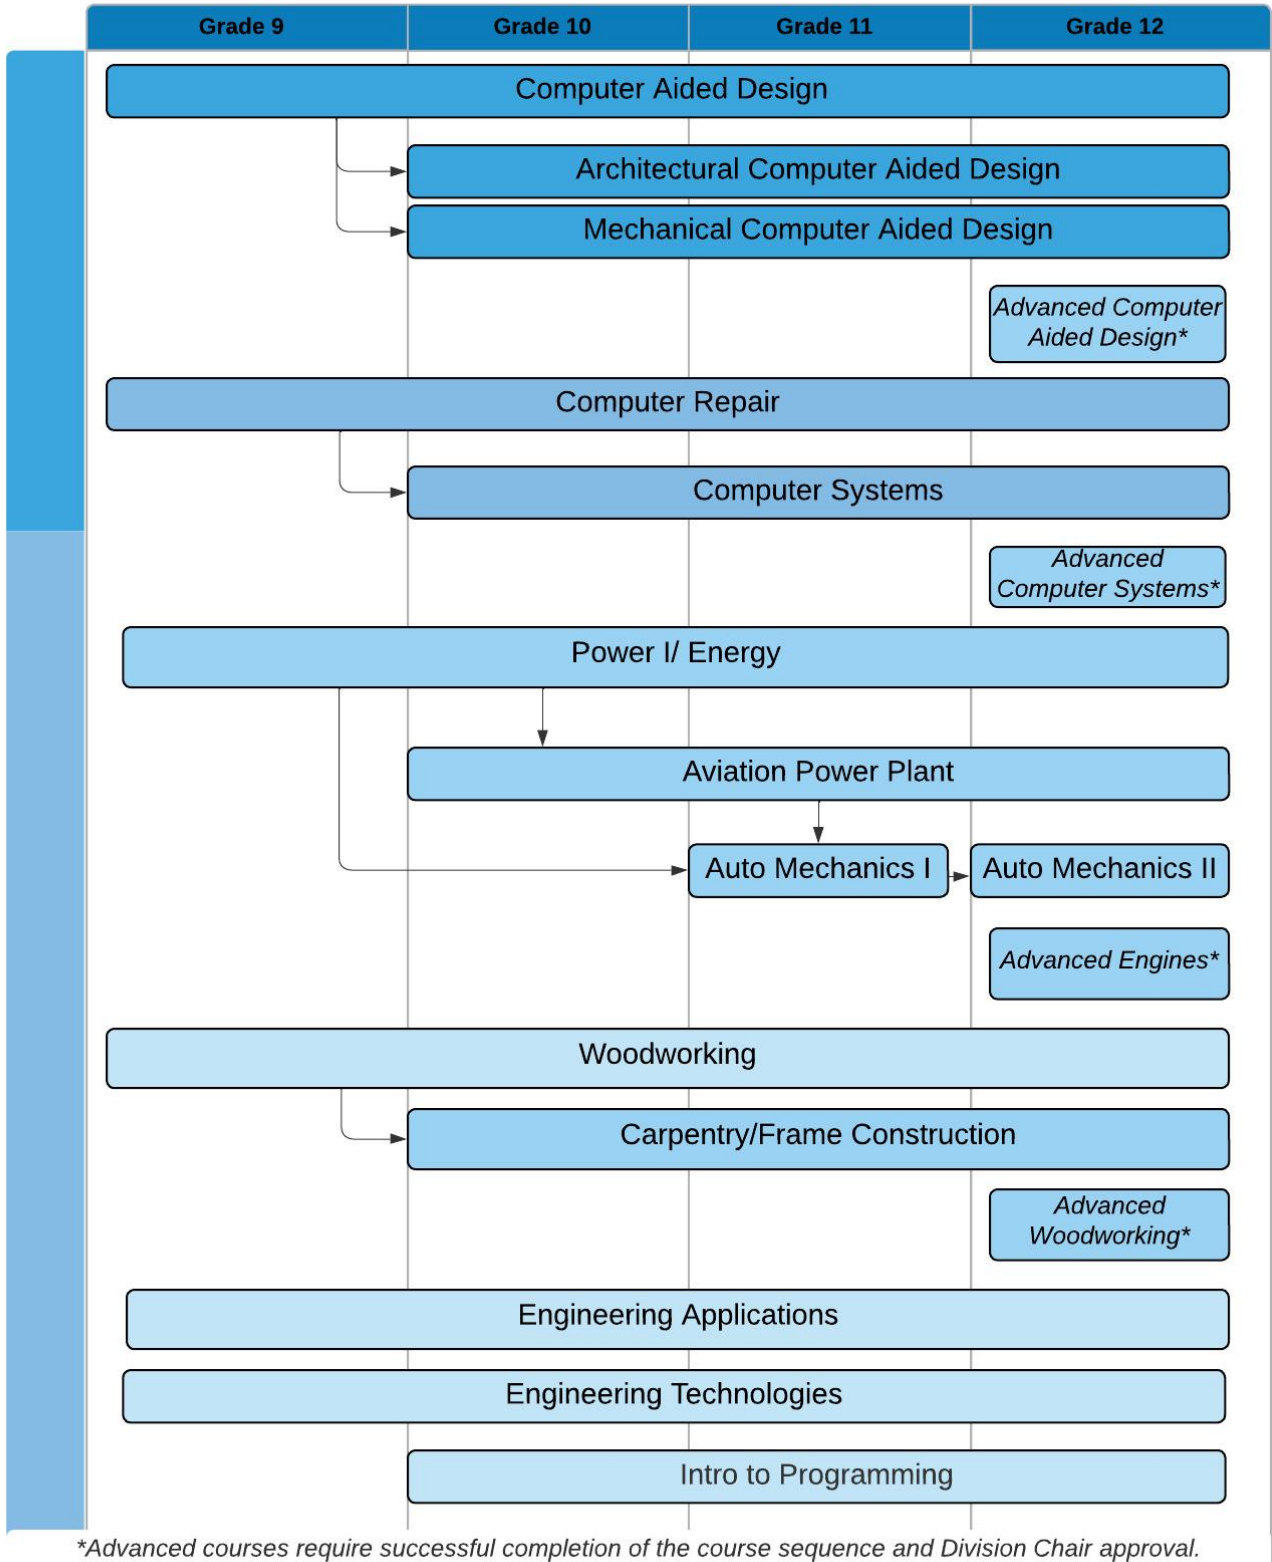 Grade 9 Grade 10 Grade 11 Grade 12
Computer Aided Design
Architectural Computer Aided Design
Mechanical Computer Aided Design
Advanced Computer
Aided Design*
Computer Repair
Computer Systems
Advanced
Computer Systems*
Power I/ Energy
Aviation Power Plant
Auto Mechanics I Auto Mechanics II
Advanced Engines*
Woodworking
Carpentry/Frame Construction
Advanced
Woodworking*
Engineering Applications
Engineering Technologies
Intro to Programming
*Advanced courses require successful completion of the course sequence and Division Chair approval.